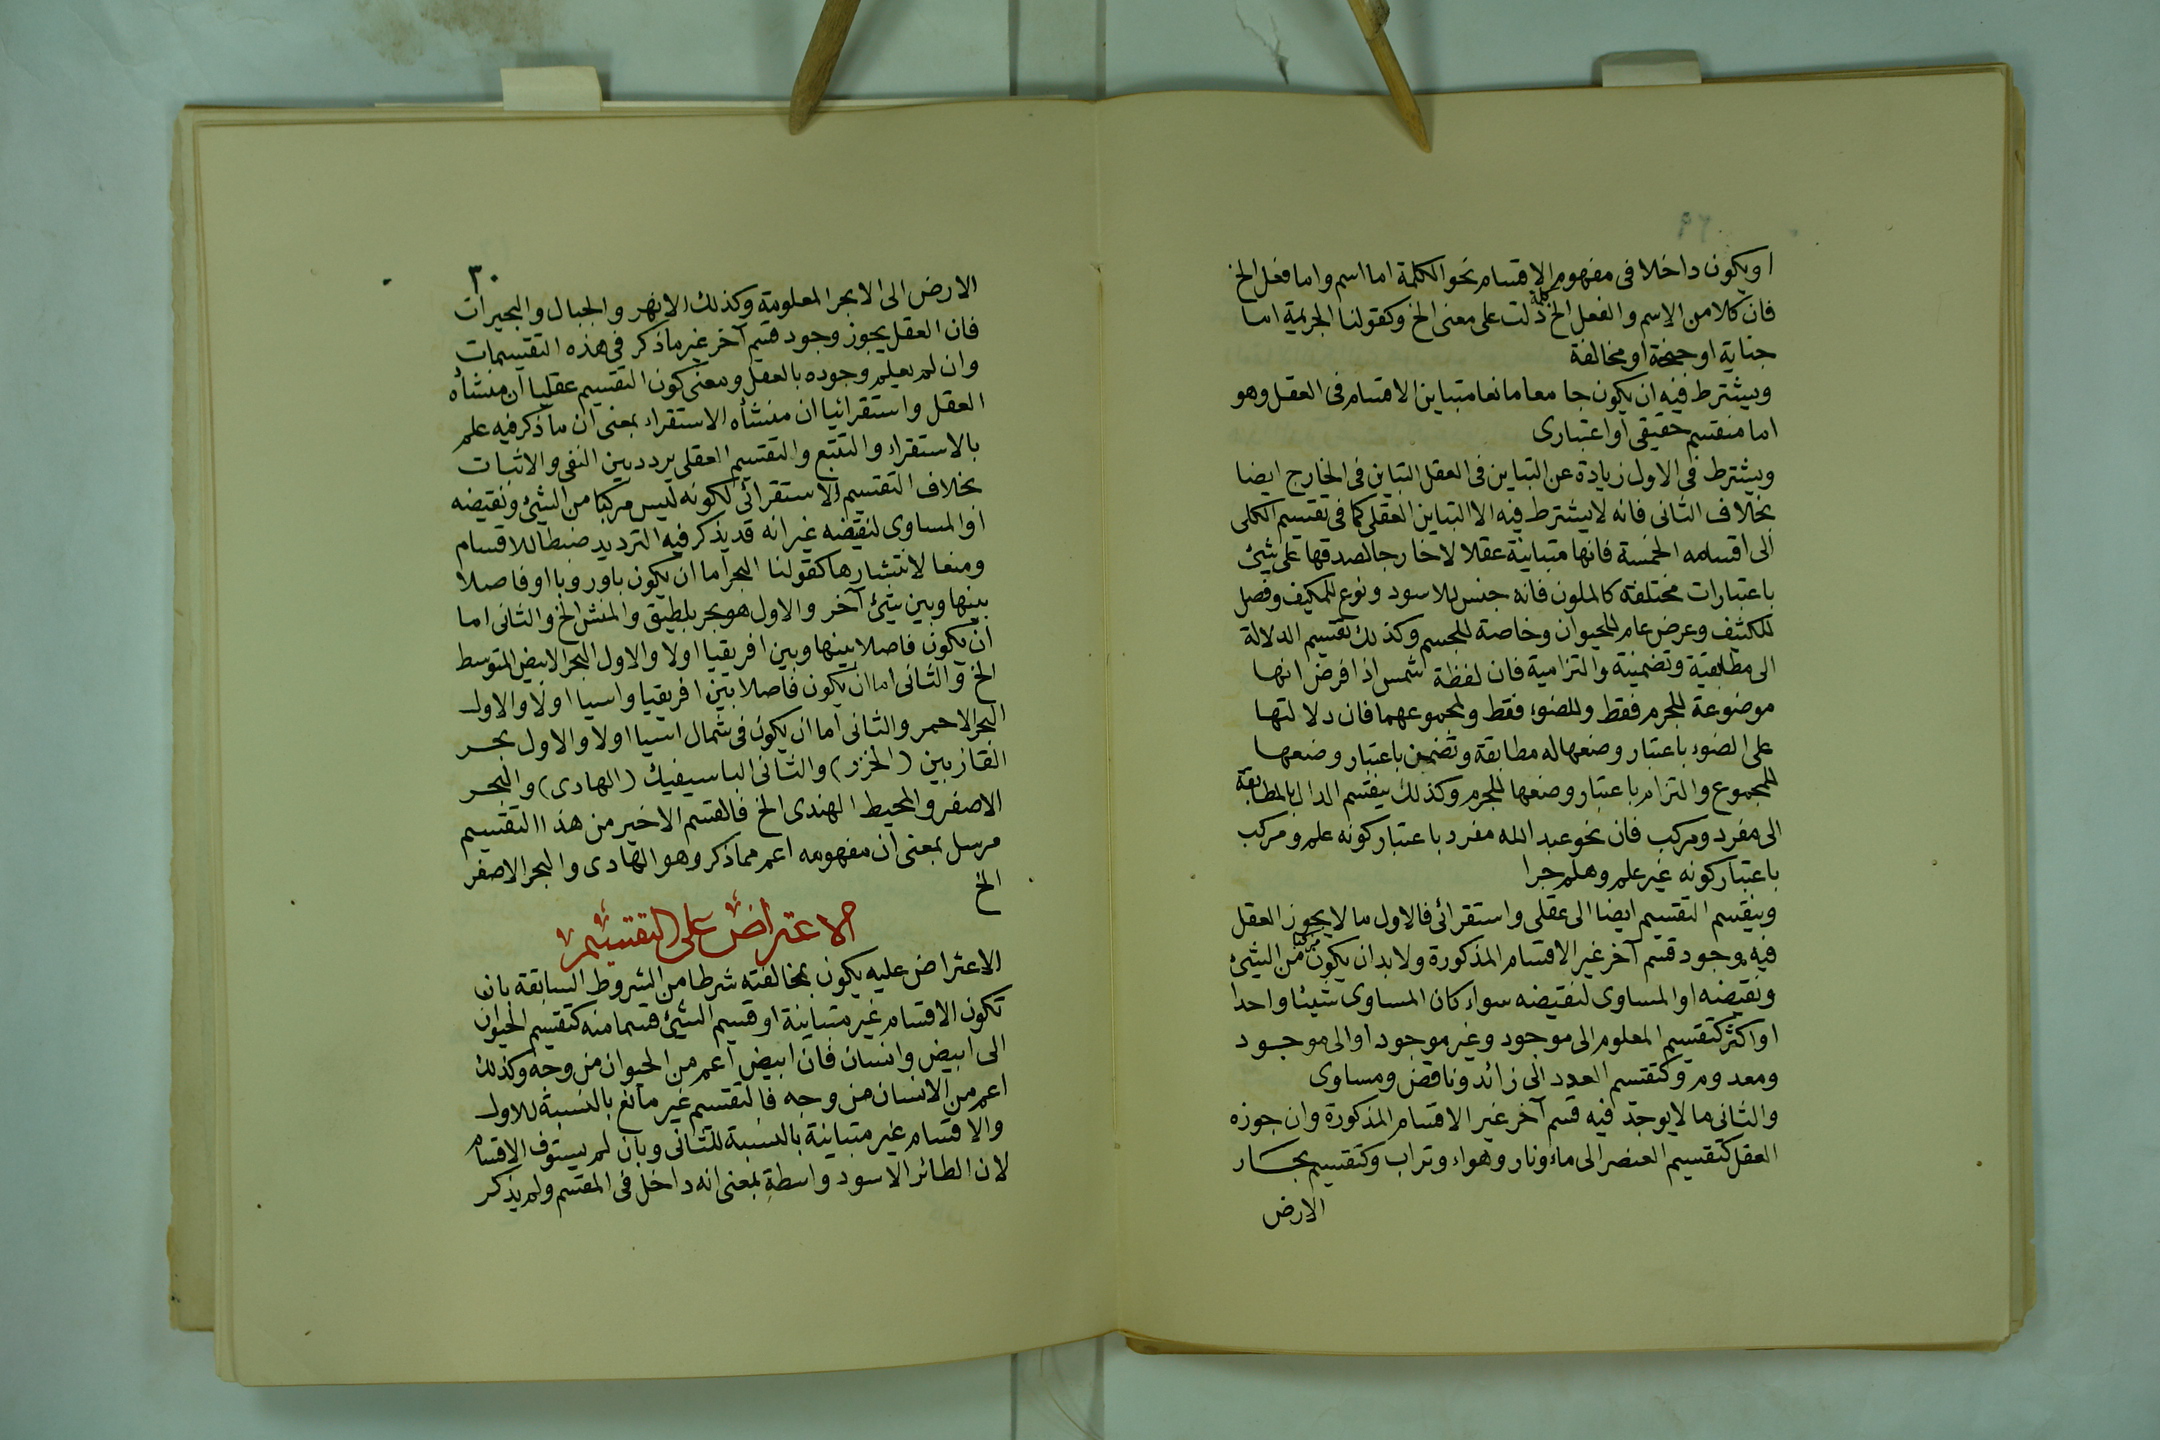 ٢٩
او يكون داخلا فى مفهوم الاقسام نحو الكلمة اما اسم واما فعل الخ
فان كلا من الاسم والفعل الخ كلمة دلت على معنى الخ وكقولنا الجريمة اما
جناية او جنحة او مخالفة
ويشترط فيه ان يكون جامعا مانعا متباين الاقسام فى العقل وهو
اما منقسم حقيقى او اعتبارى
ويشترط فى الاول زيادة عن التباين فى العقل التباين فى الخارج ايضا
بخلاف الثانى فانه لا يشترط فيه الا التباين العقلى كما فى تقسيم الكلى
الى اقسامه الخمسة فانها متباينة عقلا لا خارجا لصدقها على شئ
باعتبارات مختلفة كالملون فانه جنس للاسود ونوع للمكيف وفصل
للكثيف وعرض عام للحيوان وخاصة للجسم وكذلك تقسيم الدلالة
الى مطابقية وتضمنية والتزامية فان لفظة شمس اذا فرض انها
موضوعة للجرم فقط وللضوء فقط ولمجموعهما فان دلالتها
على الضوء باعتبار وضعها له مطابقة وتضمن باعتبار وضعها
للمجموع والتزام باعتبار وضعها للجرم وكذلك ينقسم الدال بالمطابقة
الى مفرد ومركب فان نحو عبد الله مفرد باعتبار كونه علم ومركب
باعتبار كونه غير علم وهلم جرا
وينقسم التقسيم ايضا الى عقلى واستقرائى فالاول ما لا يجوز العقل
فيه وجود قسم آخر غير الاقسام المذكورة ولا بد ان يكون مركبا من الشئ
ونقيضه او المساوى لنقيضه سواء كان المساوى شيئا واحدا
او اكثر كتقسيم المعلوم الى موجود وغير موجود او الى موجود
ومعدوم وكتقسيم العدد الى زائد وناقص ومساوى
والثانى ما لا يوجد فيه قسم آخر غير الاقسام المذكورة وان جوزه
العقل كتقسيم العنصر الى ماء ونار وهواء وتراب وكتقسيم بحار
الارض
٣٠
الارض الى الابحر المعلومة وكذلك الانهر والجبال والبحيرات
فان العقل يجوز وجود قسم آخر غير ما ذكر فى هذه التقسيمات
وان لم يعلم وجوده بالعقل ومعنى كون التقسيم عقليا ان منشأه
العقل واستقرائيا ان منشأه الاستقراء بمعنى ان ما ذكر فيه علم
بالاستقراء والتتبع والتقسيم العقلى يردد بين النفى والاثبات
بخلاف التقسيم الاستقرائى لكونه ليس مركبا من الشئ ونقيضه
او المساوى لنقيضه غير انه قد يذكر فيه الترديد ضبطا للاقسام
ومنعا لانتشارها كقولنا البحر اما ان يكون باوروبا او فاصلا
بينها وبين شئ آخر والاول هو بحر بلطيق والمنش الخ والثانى اما
ان يكون فاصلا بينها وبين افريقيا اولا والاول البحر الابيض المتوسط
الخ والثانى اما ان يكون فاصلا بين افريقيا واسيا اولا والاول
البحر الاحمر والثانى اما ان يكون فى شمال اسيا اولا والاول بحر
القازبين (الخزر) والثانى الباسيفيك (الهادى) والبحر
الاصفر والمحيط الهندى الخ فالقسم الاخير من هذا التقسيم
مرسل بمعنى ان مفهومه اعم مما ذكر وهو الهادى والبحر الاصفر
الخ
الاعتراض على التقسيم
الاعتراض عليه يكون بمخالفته شرطا من الشروط السابقة بان
تكون الاقسام غير متباينة او قسيم الشئ قسما منه كتقسيم الحيوان
الى ابيض وانسان فان ابيض اعم من الحيوان من وجه وكذلك
اعم من الانسان من وجه فالتقسيم غير مانع بالنسبة للاول
والاقسام غير متباينة بالنسبة للثانى وبان لم يستوف الاقسام
لان الطائر الاسود واسطة بمعنى انه داخل فى المقسم ولم يذكر